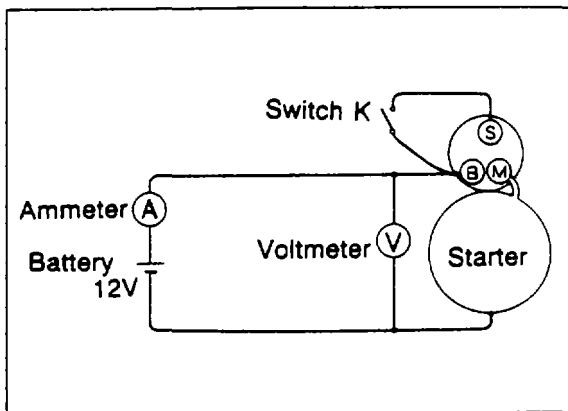 Switch K
S
B
M
Ammeter
A
Battery
12V
Voltmeter
V
Starter